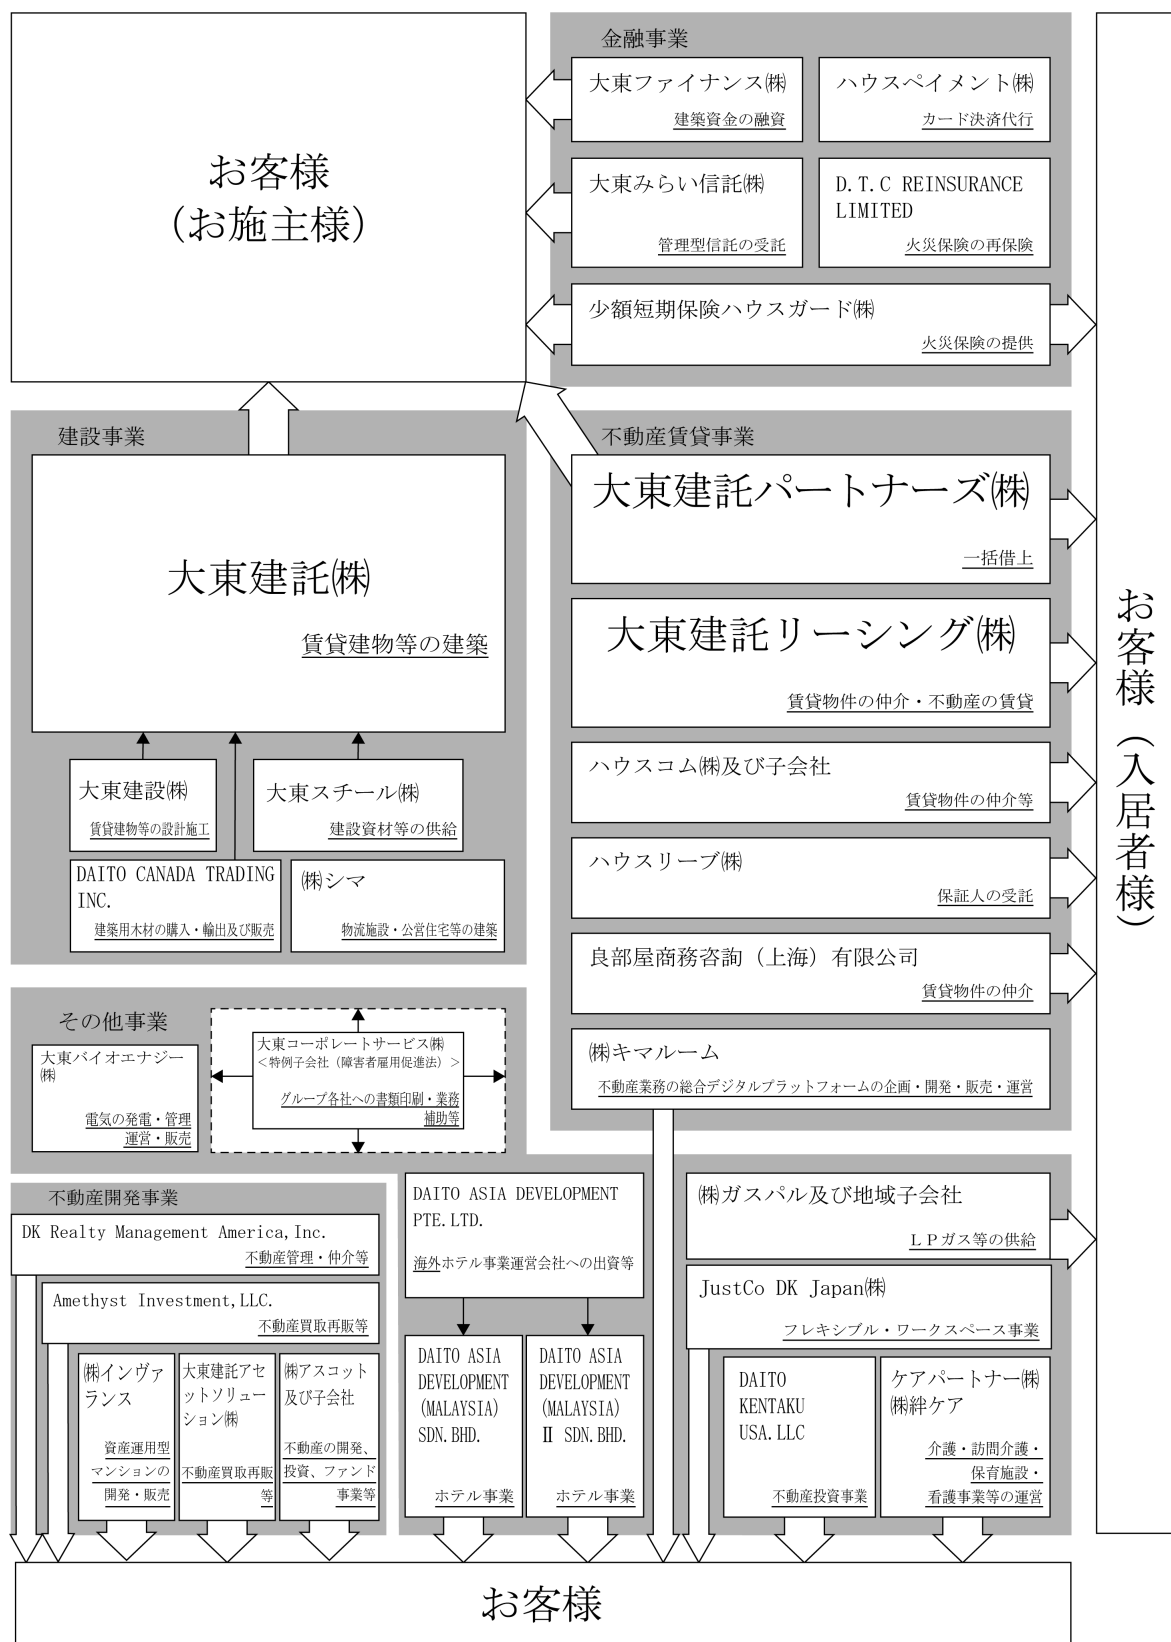 お客様
(お施主様)
金融事業
大東ファイナンス㈱
建築資金の融資
ハウスペイメント㈱
カード決済代行
大東みらい信託㈱
管理型信託の受託
D.T.C REINSURANCE
LIMITED
火災保険の再保険
少額短期保険ハウスガード㈱
火災保険の提供
建設事業
大東建託㈱
賃貸建物等の建築
大東建設㈱
賃貸建物等の設計施工
大東スチール㈱
建設資材等の供給
DAITO CANADA TRADING
INC.
建築用木材の購入・輸出及び販売
㈱シマ
物流施設・公営住宅等の建築
不動産賃貸事業
大東建託パートナーズ㈱
一括借上
大東建託リーシング㈱
賃貸物件の仲介・不動産の賃貸
ハウスコム㈱及び子会社
賃貸物件の仲介等
ハウスリーブ㈱
保証人の受託
良部屋商務咨詢（上海）有限公司
賃貸物件の仲介
㈱キマルーム
不動産業務の総合デジタルプラットフォームの企画・開発・販売・運営
お客様（入居者様）
その他事業
大東バイオエナジー
㈱
電気の発電・管理
運営・販売
大東コーポレートサービス㈱
＜特例子会社（障害者雇用促進法）＞
グループ各社への書類印刷・業務
補助等
DAITO ASIA DEVELOPMENT
PTE.LTD.
海外ホテル事業運営会社への出資等
DAITO ASIA
DEVELOPMENT
(MALAYSIA)
SDN.BHD.
ホテル事業
DAITO ASIA
DEVELOPMENT
(MALAYSIA)
Ⅱ SDN.BHD.
ホテル事業
㈱ガスパル及び地域子会社
ＬＰガス等の供給
JustCo DK Japan㈱
フレキシブル・ワークスペース事業
DAITO
KENTAKU
USA.LLC
不動産投資事業
ケアパートナー㈱
㈱絆ケア
介護・訪問介護・
保育施設・
看護事業等の運営
不動産開発事業
DK Realty Management America,Inc.
不動産管理・仲介等
Amethyst Investment,LLC.
不動産買取再販等
㈱インヴァ
ランス
資産運用型
マンションの
開発・販売
大東建託アセ
ットソリュー
ション㈱
不動産買取再販
等
㈱アスコット
及び子会社
不動産の開発、
投資、ファンド
事業等
お客様